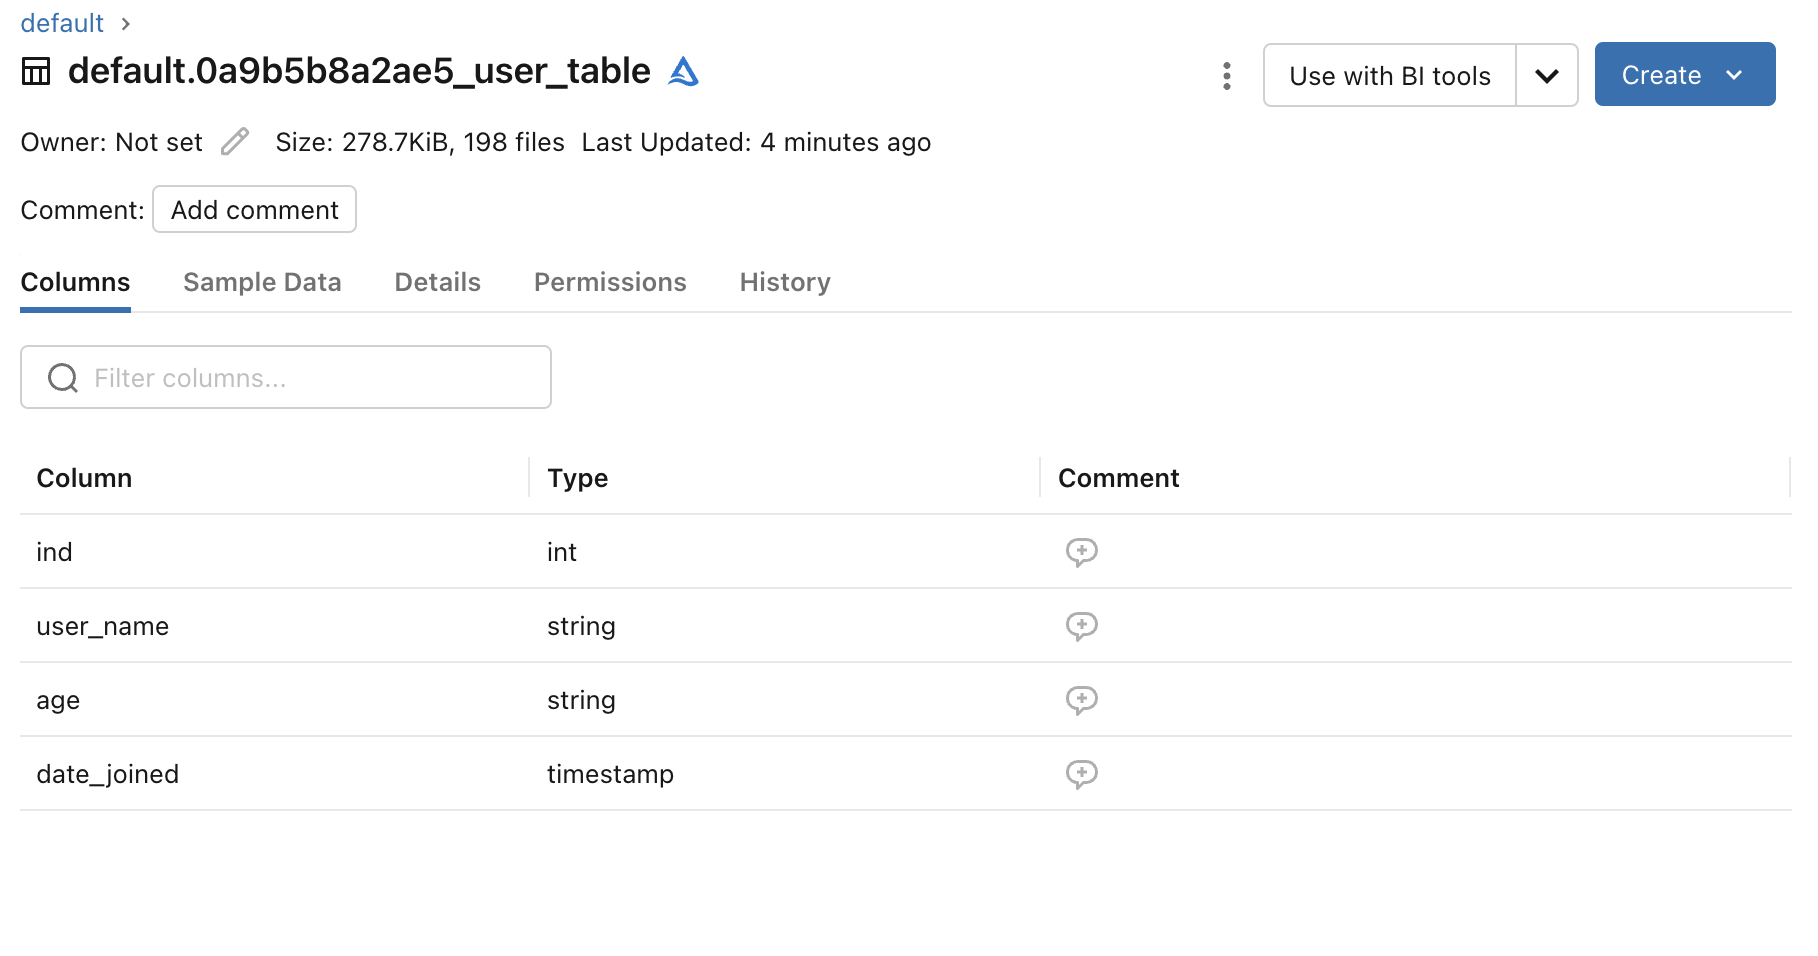 default
default.0a9b5b8a2ae5_user_table
Use with BI tools
Create
Owner: Not set Size: 278.7KiB, 198 files Last Updated: 4 minutes ago
Comment: Add comment
Columns Sample Data Details Permissions History
Filter columns...
Column Type Comment
ind int
user_name string
age string
date_joined timestamp